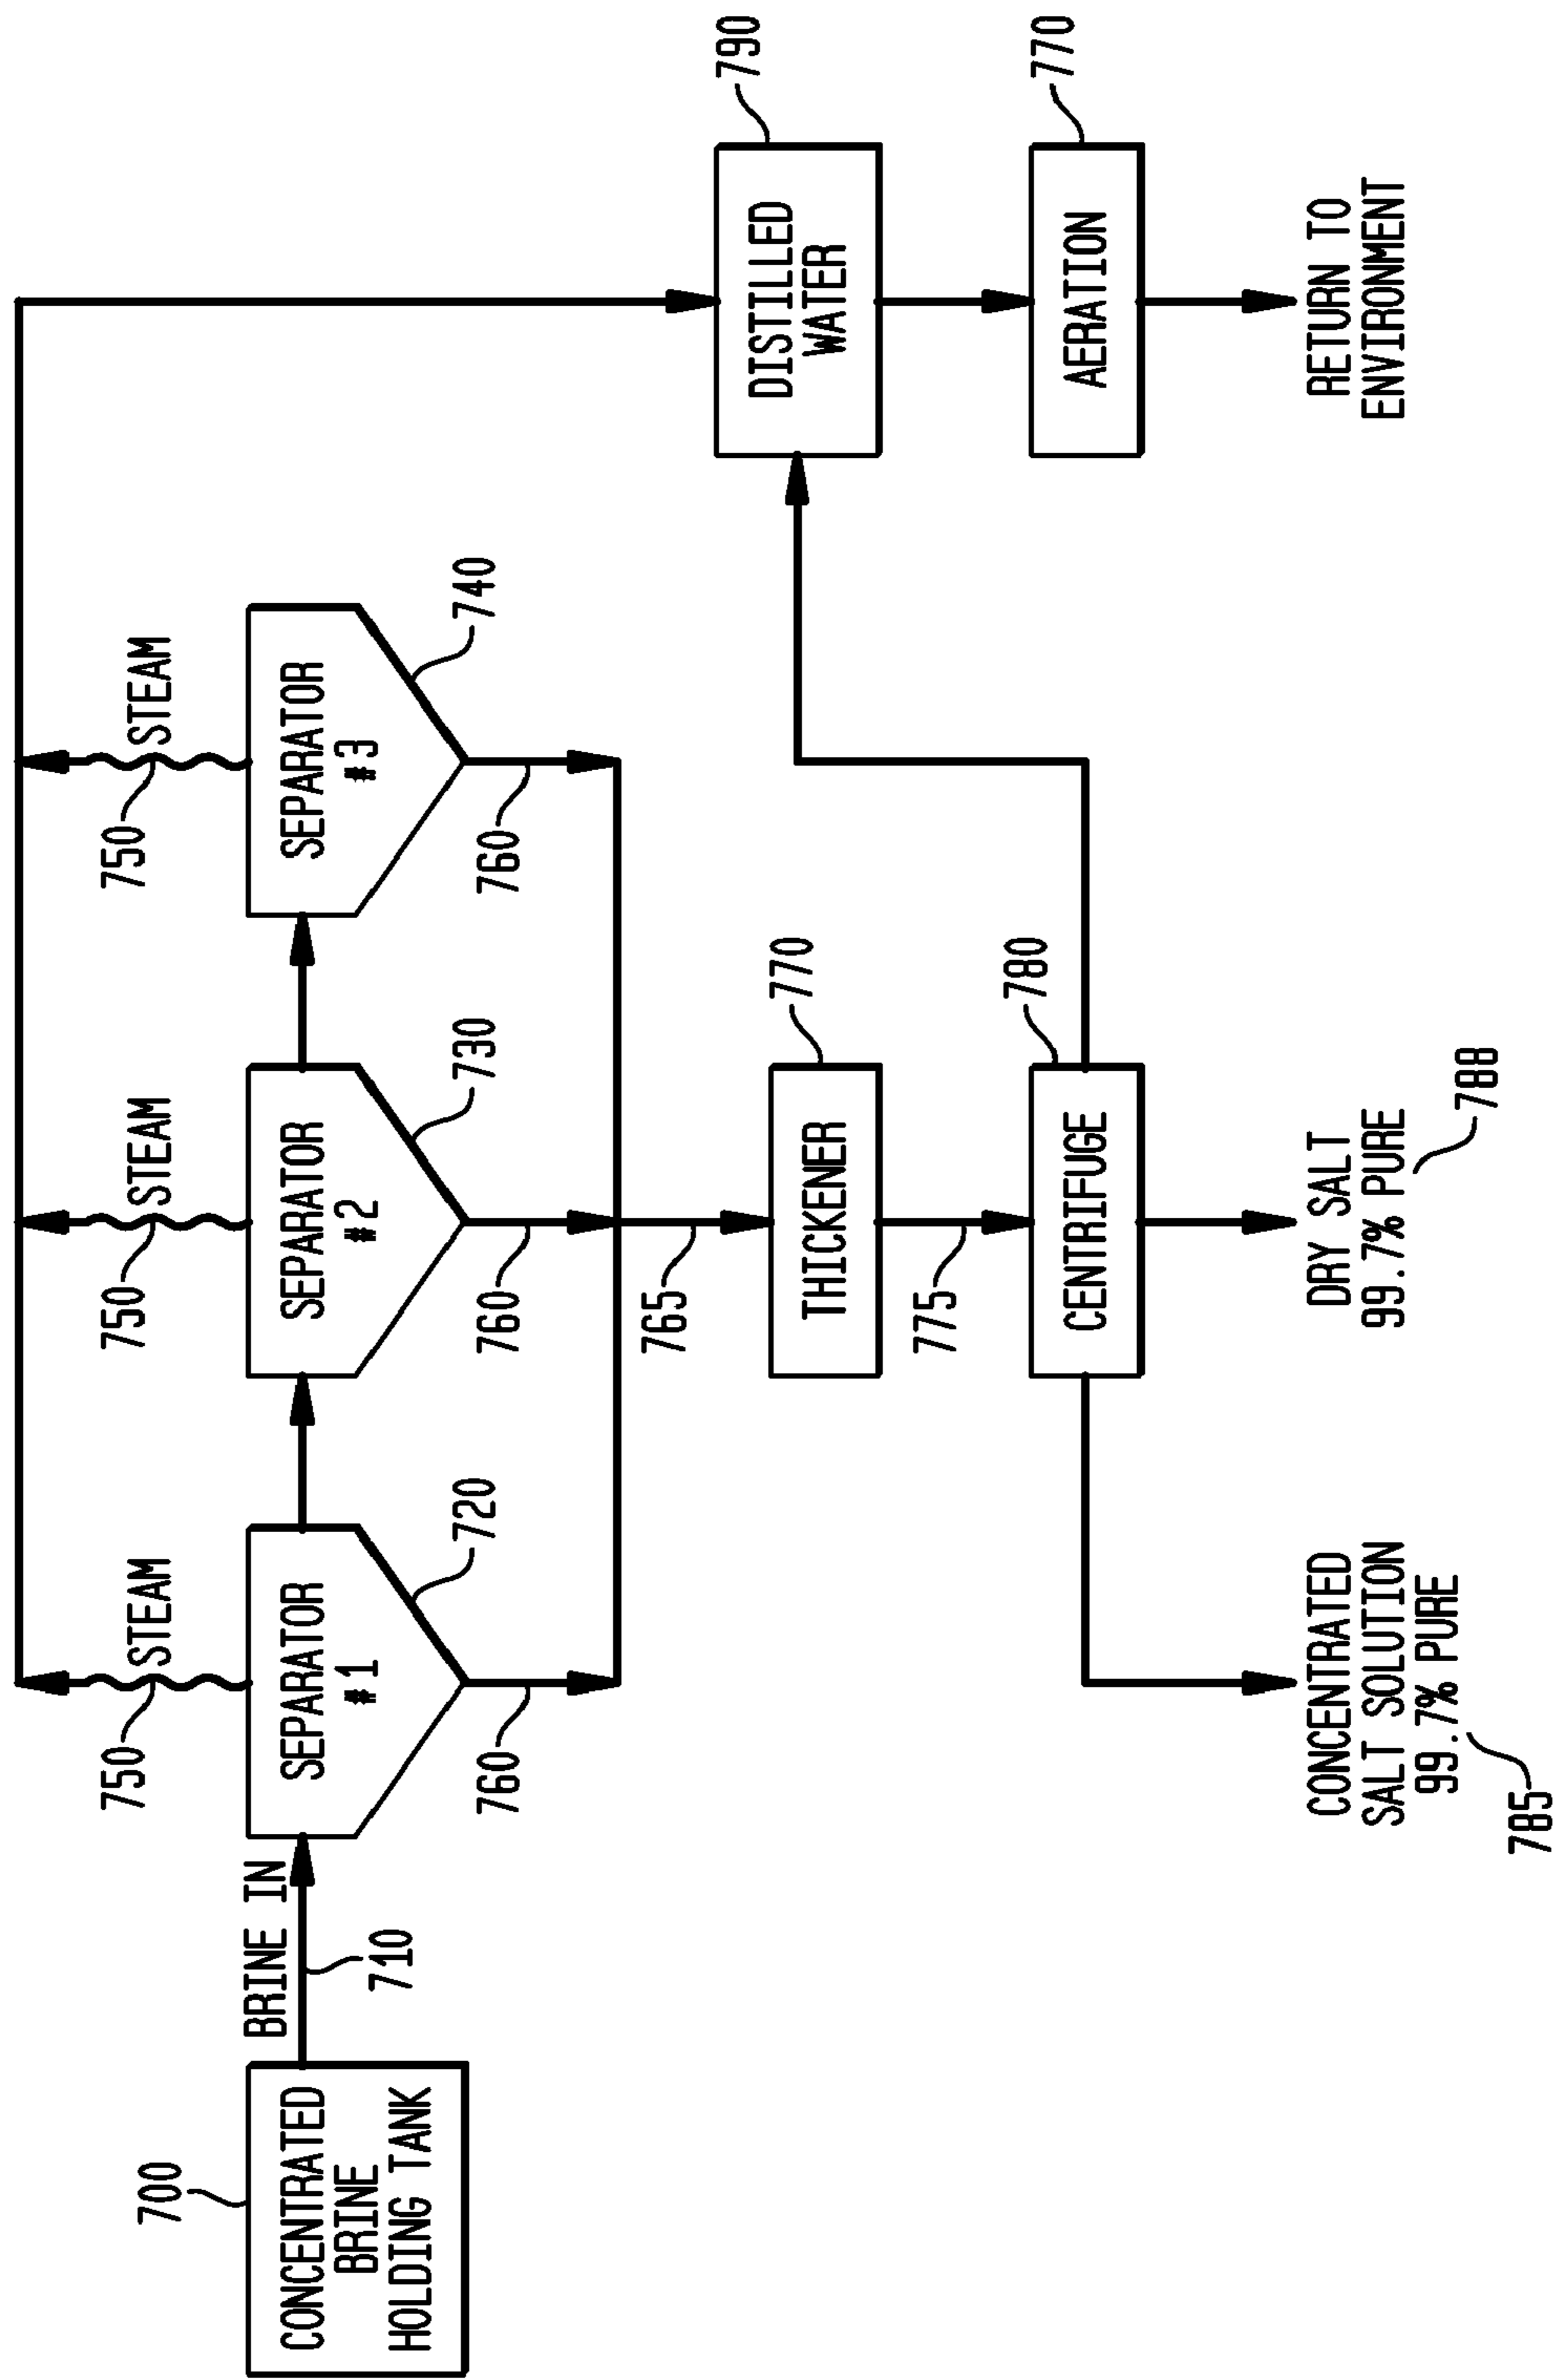 750
STEAM
750
STEAM
750
STEAM
700
CONCENTRATED
BRINE
HOLDING TANK
BRINE IN
710
SEPARATOR
#1
720
SEPARATOR
#2
730
SEPARATOR
#3
740
760
760
760
765
THICKENER
770
775
CENTRIFUGE
780
DISTILLED
WATER
790
AERATION
770
CONCENTRATED
SALT SOLUTION
99.7% PURE
785
DRY SALT
99.7% PURE
788
RETURN TO
ENVIRONMENT